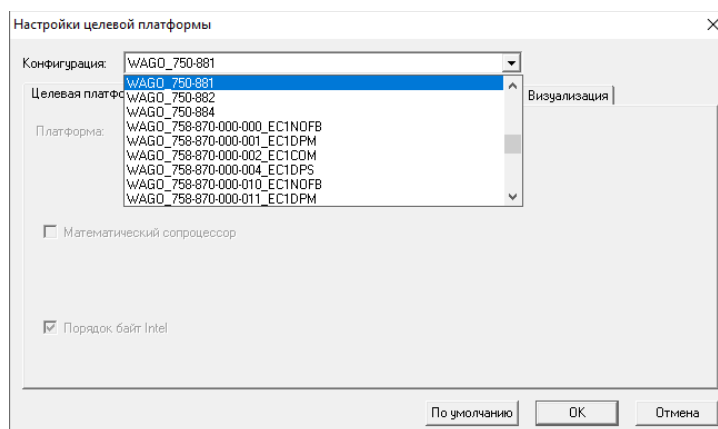 Настройки целевой платформы
Конфигурация: WAGO_750-881
WAGO_750-881
WAGO_750-882
WAGO_750-884
WAGO_758-870-000-000_EC1NOFB
WAGO_758-870-000-001_EC1DPM
WAGO_758-870-000-002_EC1COM
WAGO_758-870-000-004_EC1DPS
WAGO_758-870-000-010_EC1NOFB
WAGO_758-870-000-011_EC1DPM
Целевая платфо
Визуализация
Платформа:
Математический сопроцессор
Порядок байт Intel
По умолчанию OK Отмена